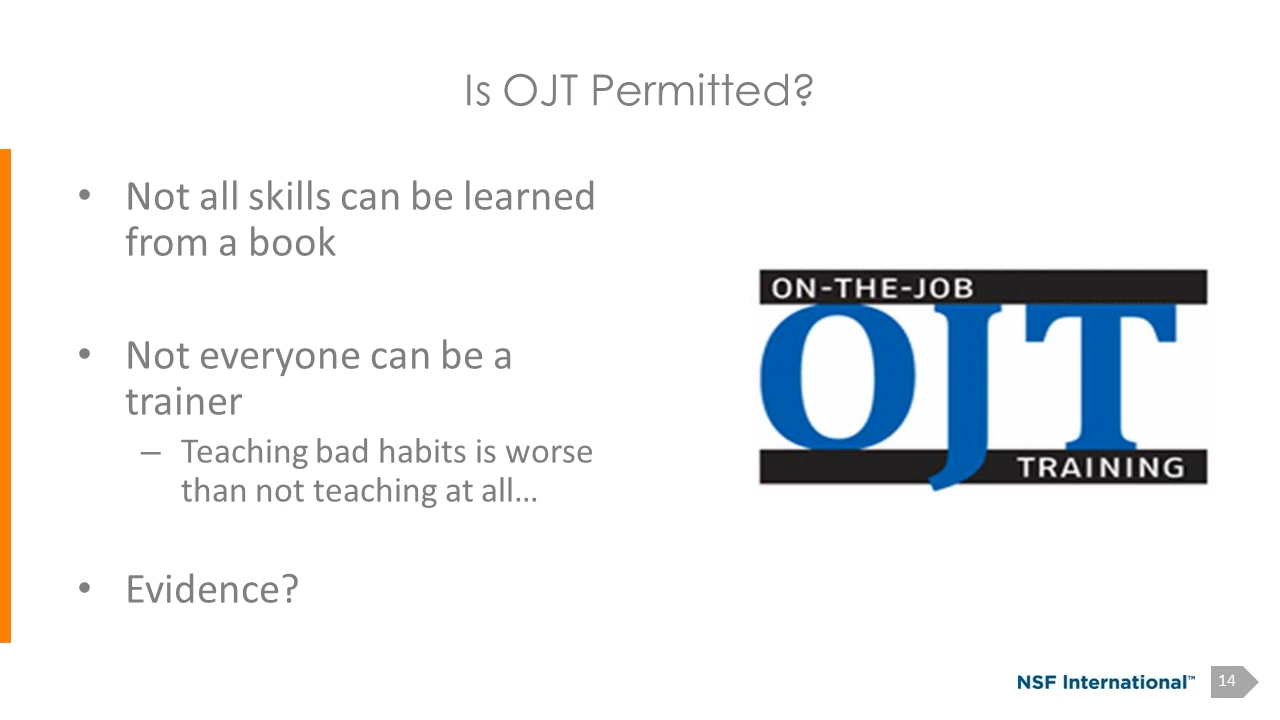 Is OJT Permitted?
• Not all skills can be learned
from a book
• Not everyone can be a
trainer
– Teaching bad habits is worse
than not teaching at all...
• Evidence?
ON-THE-JOB
OJT
TRAINING
NSF International™
14